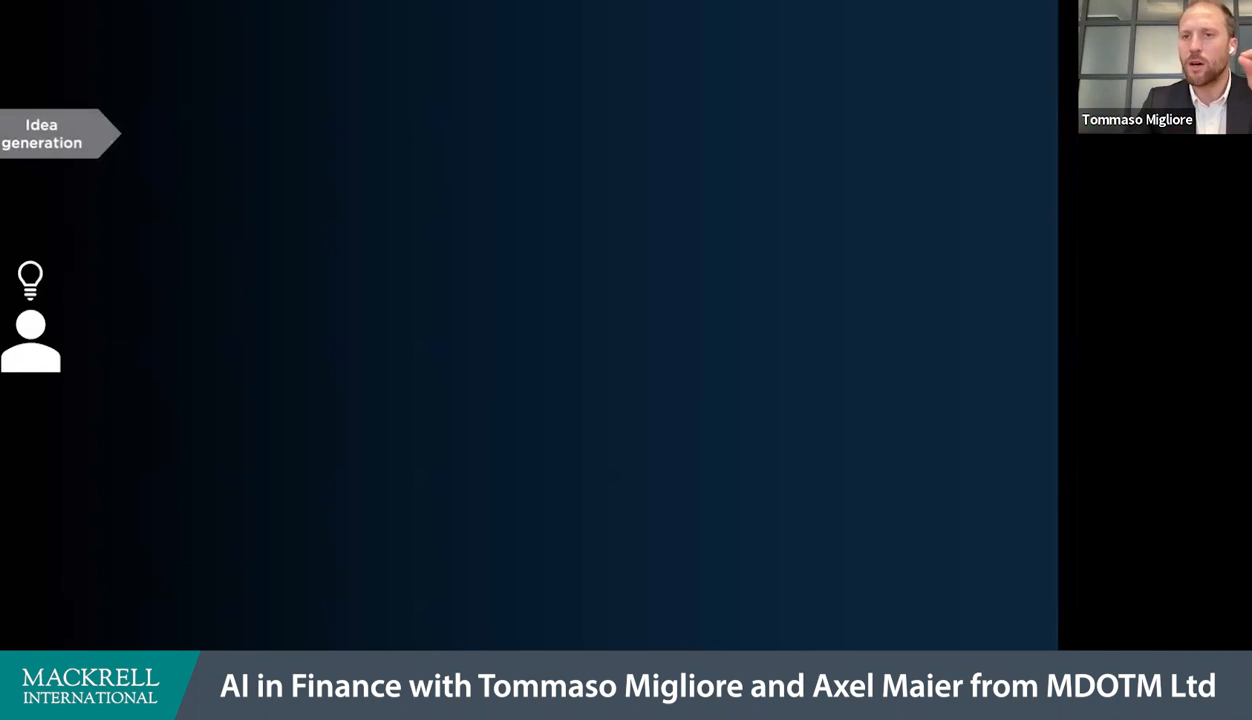 Idea
generation
Tommaso Migliore
MACKRELL
INTERNATIONAL
AI in Finance with Tommaso Migliore and Axel Maier from MDOTM Ltd